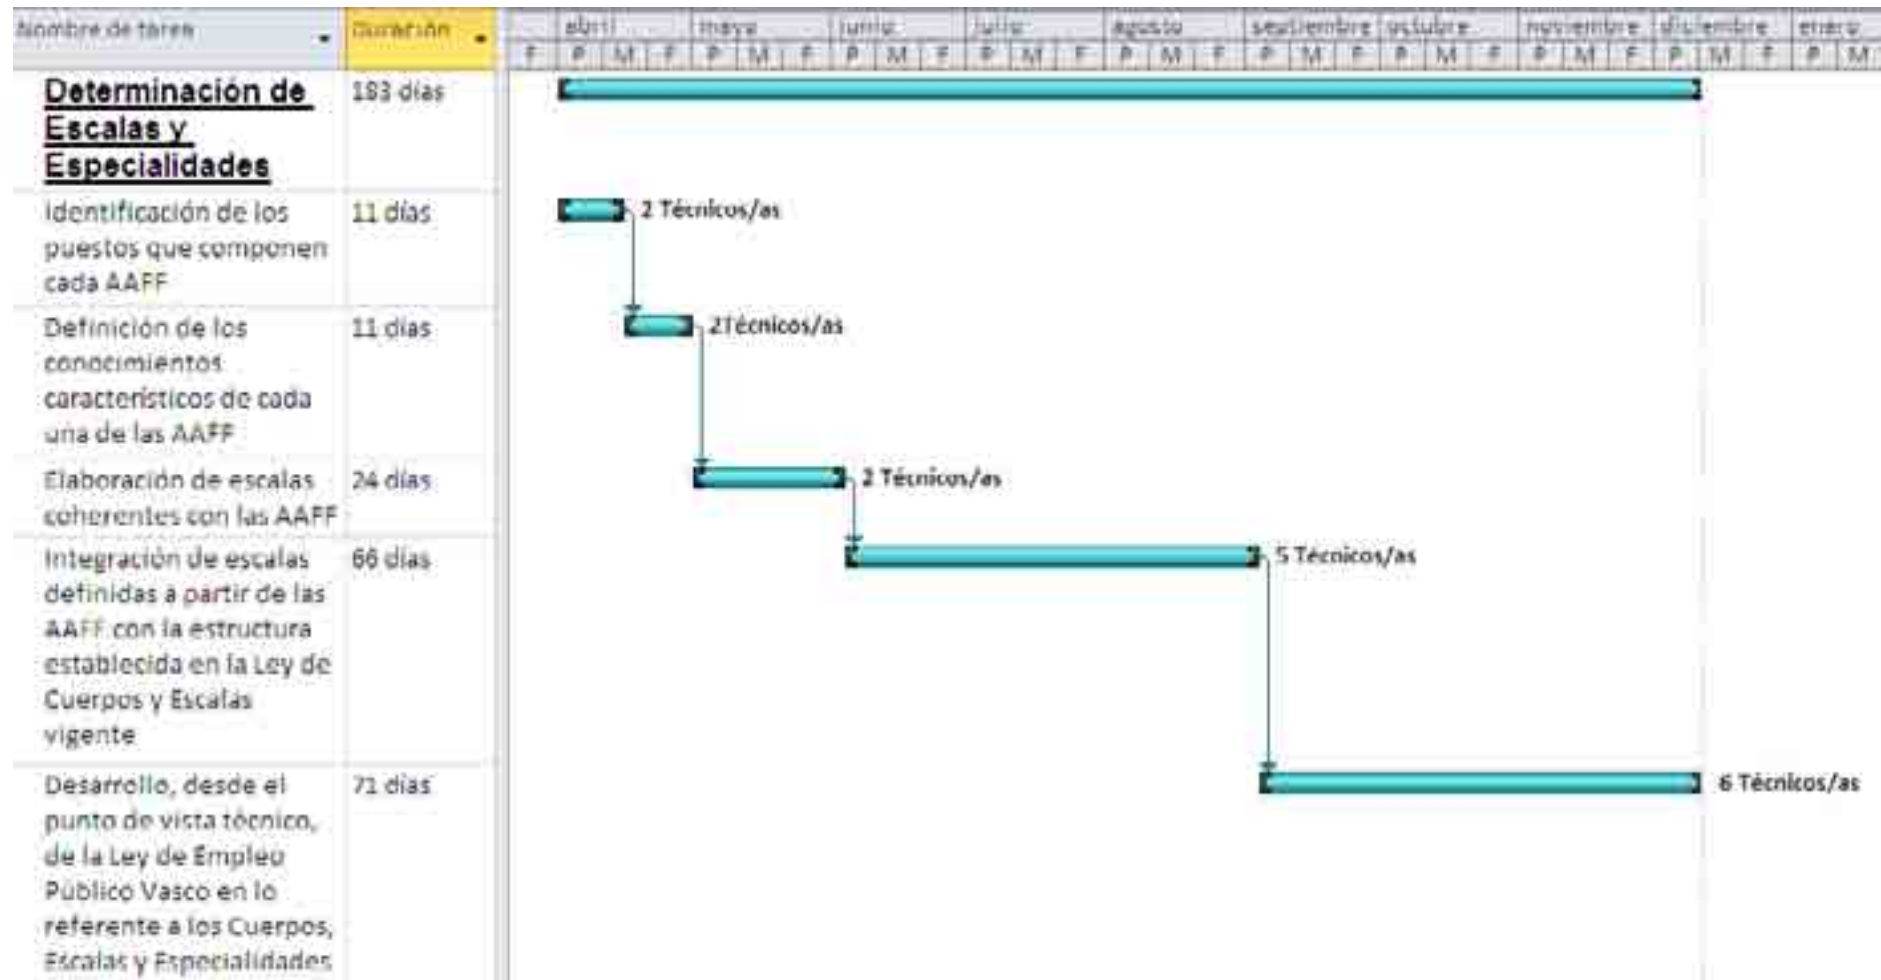 Nombre de tarea
Duración
abril mayo junio julio agosto septiembre octubre noviembre diciembre enero
F P M F P M F P M F P M F P M F P M F P M F P M F P M F P M
Determinación de
Escalas y
Especialidades
183 días
Identificación de los
puestos que componen
cada AAFF
11 días
2 Técnicos/as
Definición de los
conocimientos
característicos de cada
una de las AAFF
11 días
2Técnicos/as
Elaboración de escalas
coherentes con las AAFF
24 días
2 Técnicos/as
Integración de escalas
definidas a partir de las
AAFF con la estructura
establecida en la Ley de
Cuerpos y Escalas
vigente
66 días
5 Técnicos/as
Desarrollo, desde el
punto de vista técnico,
de la Ley de Empleo
Público Vasco en lo
referente a los Cuerpos,
Escalas y Especialidades
71 días
6 Técnicos/as